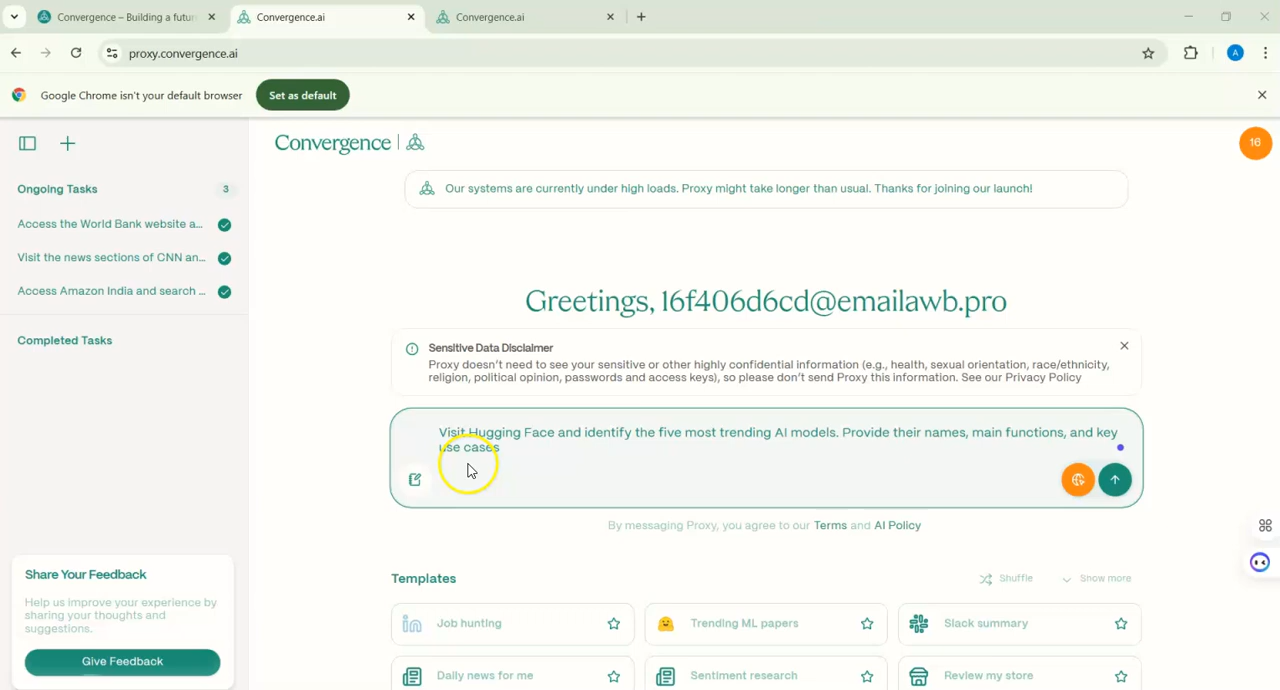 Convergence – Building a futur
Convergence.ai
Convergence.ai
proxy.convergence.ai
A
Google Chrome isn't your default browser
Set as default
Convergence
16
Ongoing Tasks
3
Access the World Bank website a...
Visit the news sections of CNN an...
Access Amazon India and search ...
Completed Tasks
Our systems are currently under high loads. Proxy might take longer than usual. Thanks for joining our launch!
Greetings, 16f406d6cd@emailawb.pro
Sensitive Data Disclaimer
Proxy doesn't need to see your sensitive or other highly confidential information (e.g., health, sexual orientation, race/ethnicity,
religion, political opinion, passwords and access keys), so please don't send Proxy this information. See our Privacy Policy
Visit Hugging Face and identify the five most trending AI models. Provide their names, main functions, and key
use cases
By messaging Proxy, you agree to our Terms and AI Policy
Templates
Shuffle
Show more
Job hunting
Trending ML papers
Slack summary
Daily news for me
Sentiment research
Review my store
Share Your Feedback
Help us improve your experience by
sharing your thoughts and
suggestions.
Give Feedback